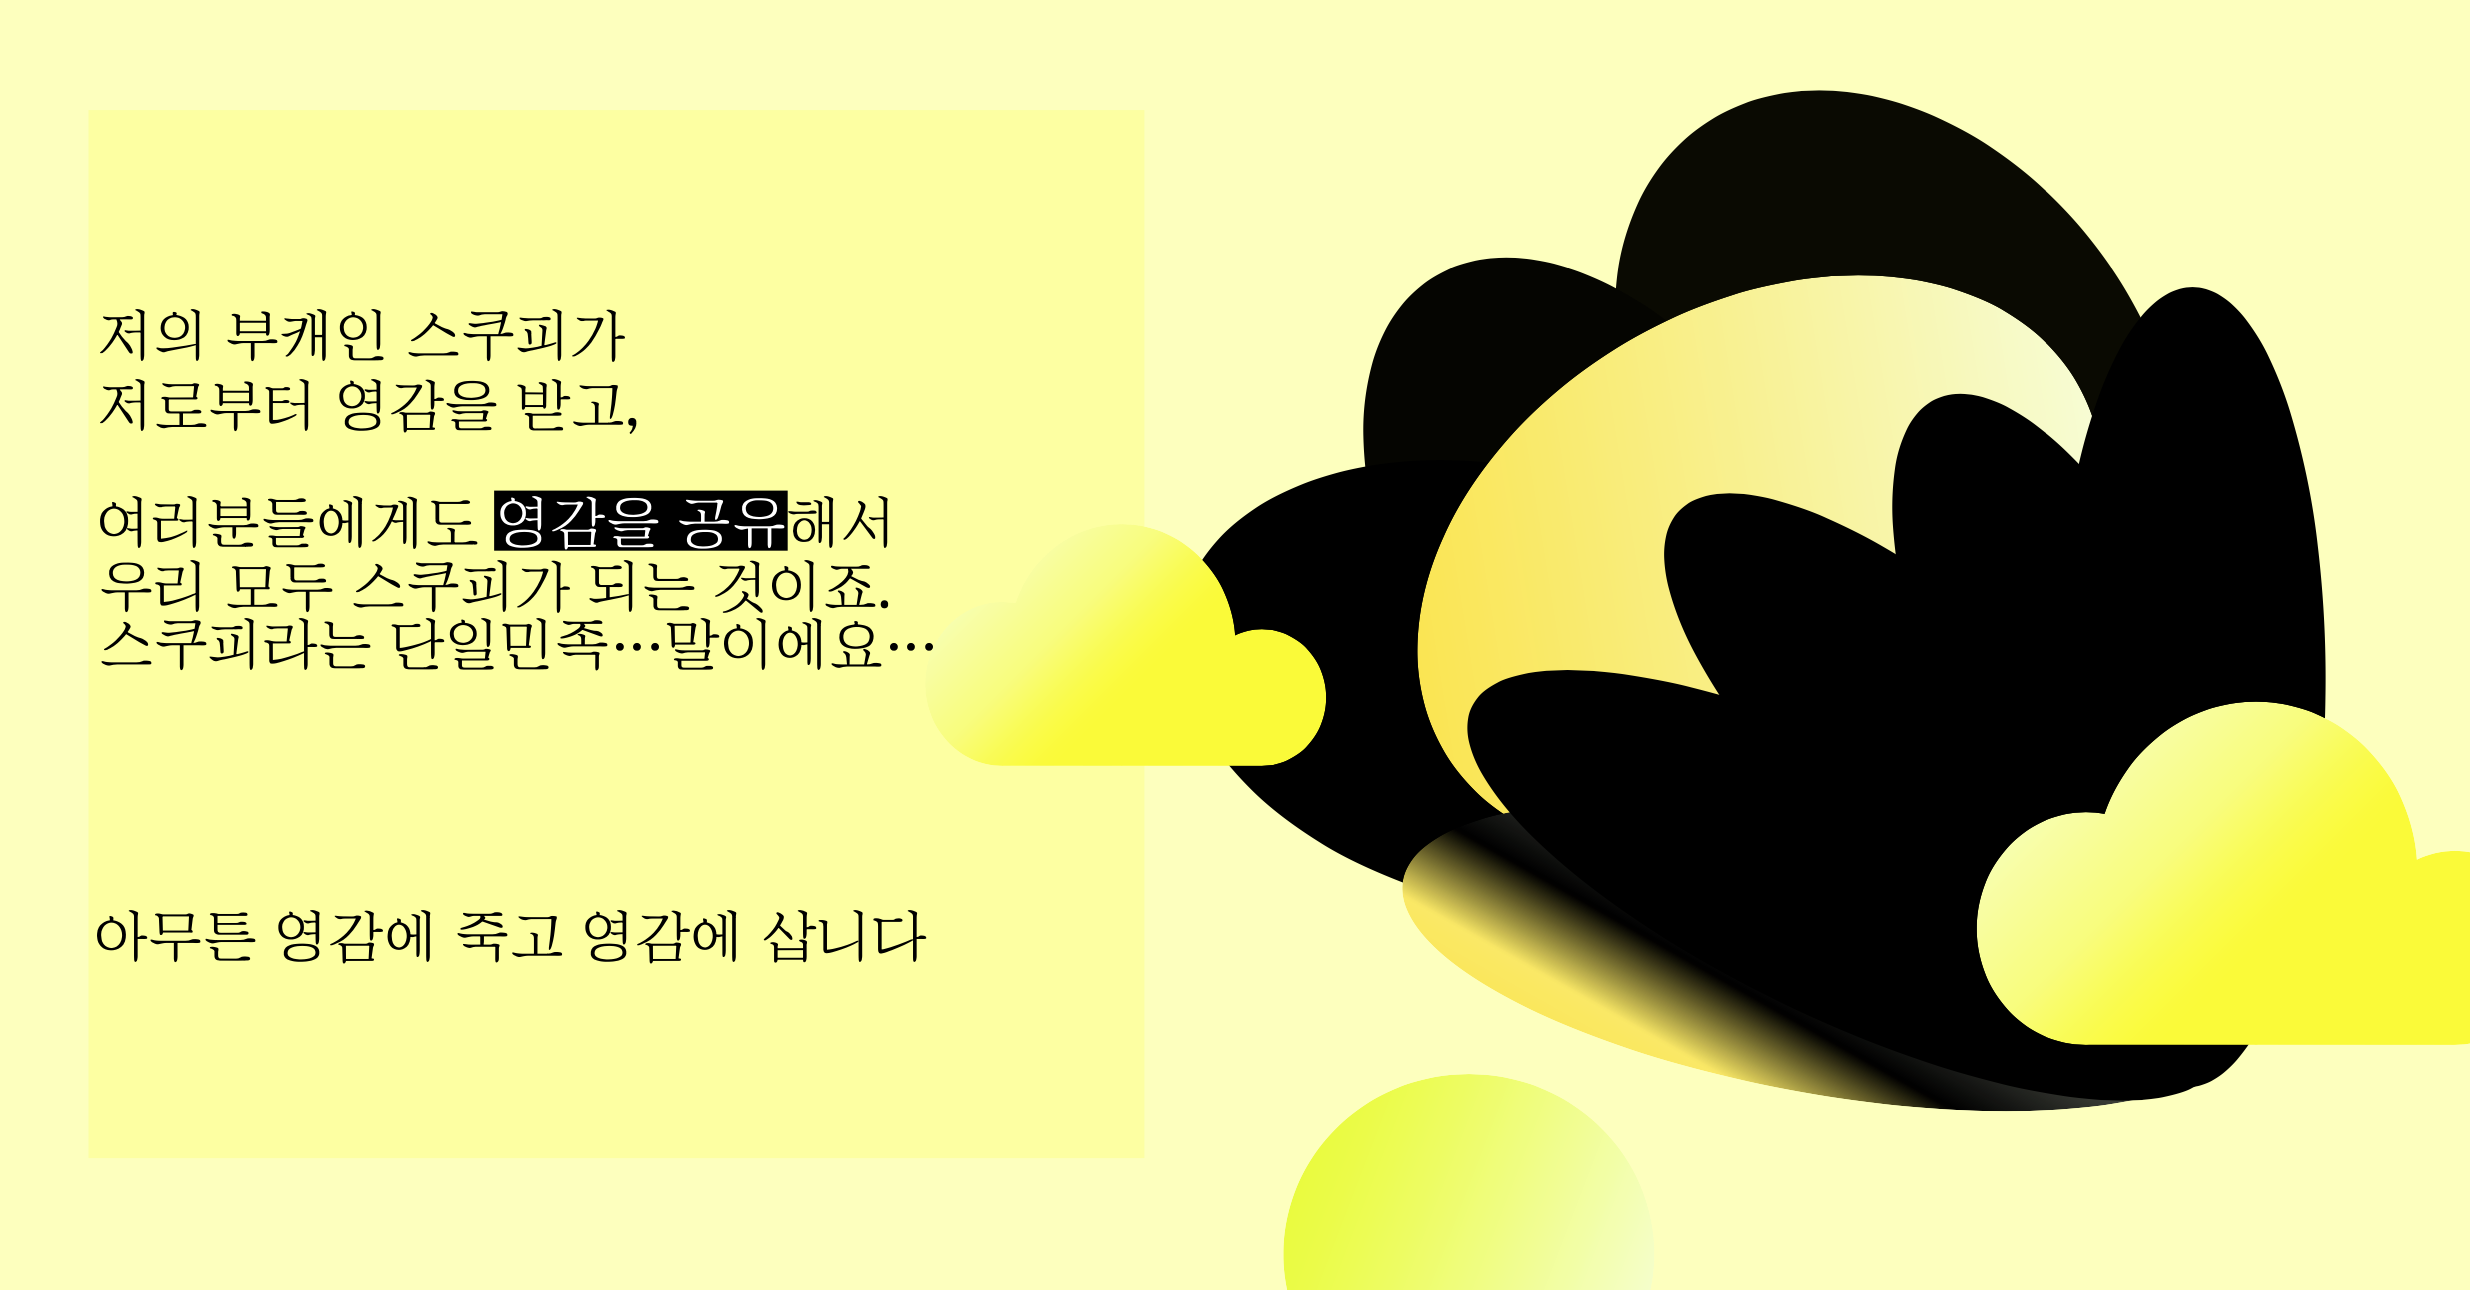 저의 부캐인 스쿠피가
저로부터 영감을 받고,
여러분들에게도 영감을 공유해서
우리 모두 스쿠피가 되는 것이죠.
스쿠피라는 단일민족…말이에요…
아무튼 영감에 죽고 영감에 삽니다